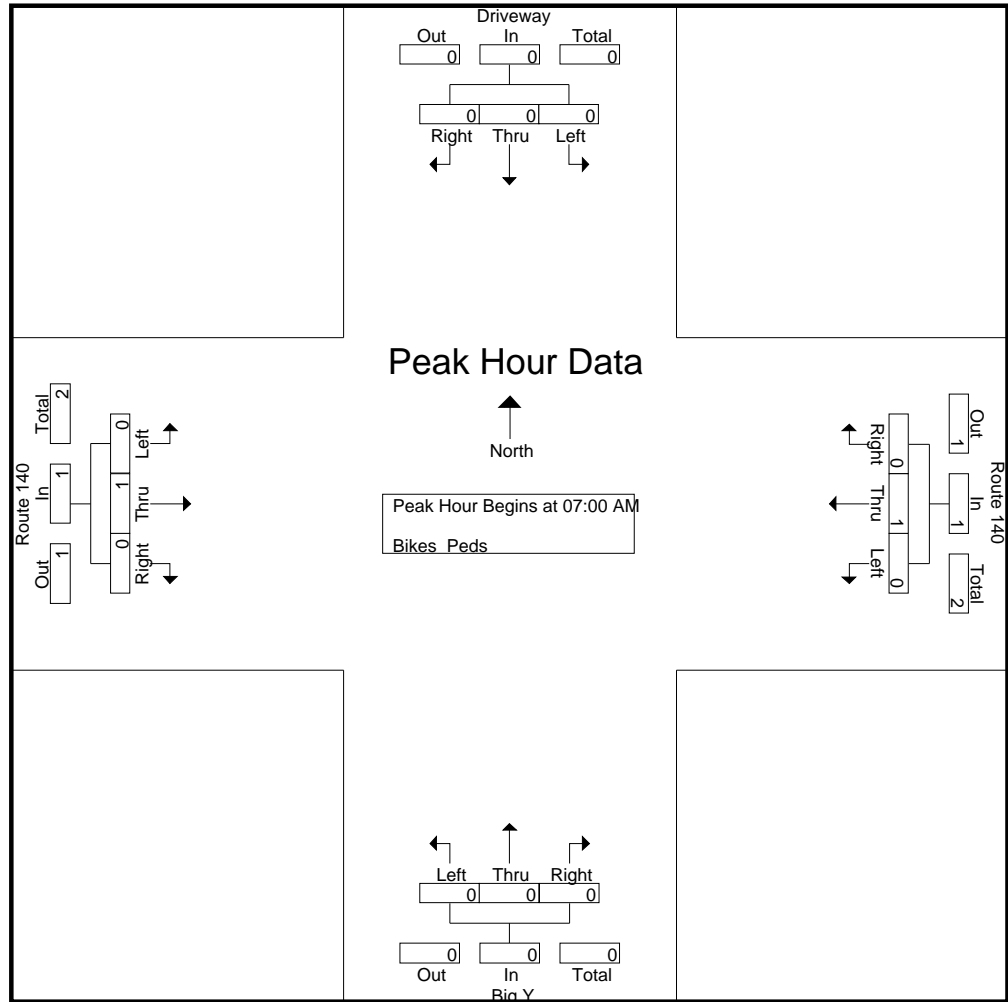 Driveway
Out In Total
0 0 0
0 0 0
Right Thru Left
Peak Hour Data
North
Peak Hour Begins at 07:00 AM
Bikes Peds
Route 140
Total In Out
2 1 1
0 1 0
Left Thru Right
Right Thru Left
0 1 0
Out In Total
1 1 2
Route 140
Left Thru Right
0 0 0
0 0 0
Out In Total
Big Y